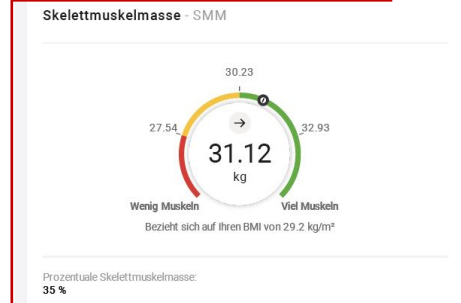 Skelettmuskelmasse - SMM
30.23
27.54
32.93
31.12
kg
Wenig Muskeln
Viel Muskeln
Bezieht sich auf Ihren BMI von 29.2 kg/m²
Prozentuale Skelettmuskelmasse:
35 %